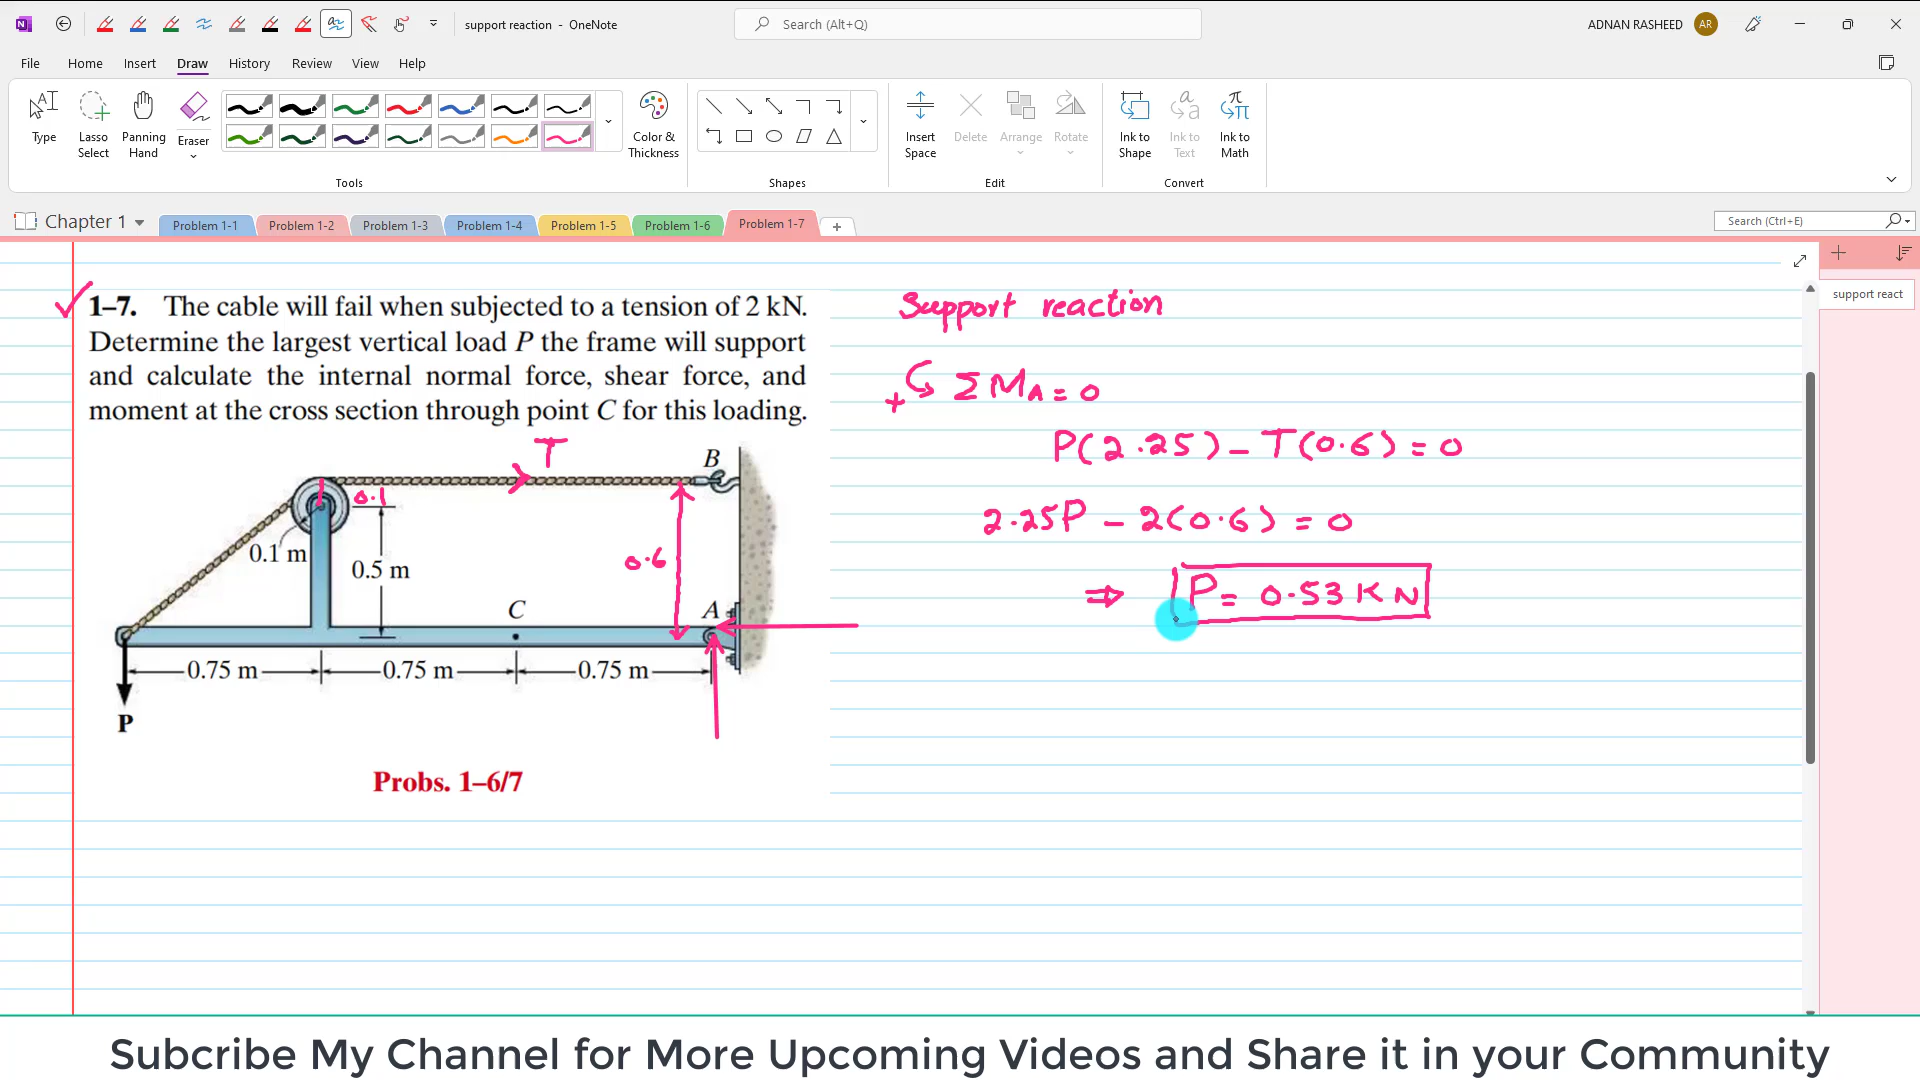 support reaction - OneNote
Search (Alt+Q)
ADNAN RASHEED
AR
File Home Insert Draw History Review View Help
Type
Lasso Select
Panning Hand
Eraser
Color & Thickness
Insert Space
Delete
Arrange
Rotate
Ink to Shape
Ink to Text
Ink to Math
Tools
Shapes
Edit
Convert
Chapter 1
Problem 1-1
Problem 1-2
Problem 1-3
Problem 1-4
Problem 1-5
Problem 1-6
Problem 1-7
Search (Ctrl+E)
support react
1–7. The cable will fail when subjected to a tension of 2 kN.
Determine the largest vertical load P the frame will support
and calculate the internal normal force, shear force, and
moment at the cross section through point C for this loading.
T
B
0.1
0.1 m
0.5 m
0.6
C
A
0.75 m
0.75 m
0.75 m
P
Probs. 1–6/7
Support reaction
+ ΣMA = 0
P(2.25) - T(0.6) = 0
2.25P - 2(0.6) = 0
⇒ P = 0.53 KN
Subcribe My Channel for More Upcoming Videos and Share it in your Community